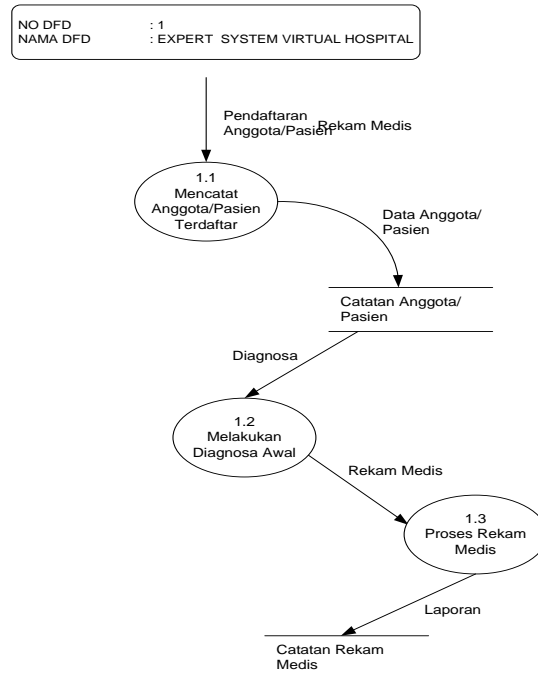 NO DFD : 1
NAMA DFD : EXPERT SYSTEM VIRTUAL HOSPITAL
Pendaftaran
Anggota/Pasien
Rekam Medis
1.1
Mencatat
Anggota/Pasien
Terdaftar
Data Anggota/
Pasien
Catatan Anggota/
Pasien
Diagnosa
1.2
Melakukan
Diagnosa Awal
Rekam Medis
1.3
Proses Rekam
Medis
Laporan
Catatan Rekam
Medis